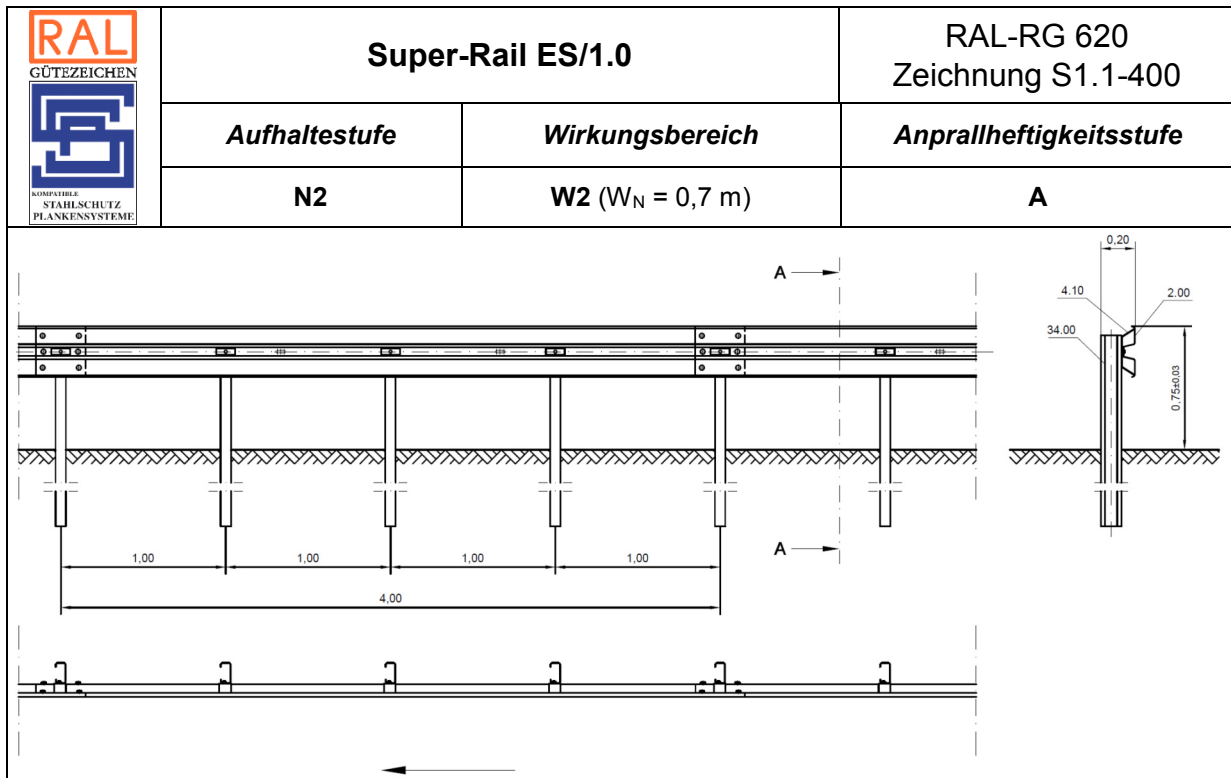 RAL
GÜTEZEICHEN
KOMPATIBLE
STAHLSCHUTZ
PLANKENSYSTEME
Super-Rail ES/1.0
RAL-RG 620
Zeichnung S1.1-400
Aufhaltestufe
Wirkungsbereich
Anprallheftigkeitsstufe
N2
W2 (WN = 0,7 m)
A
A
0,20
4.10
2.00
34.00
0,75±0.03
A
1,00
1,00
1,00
1,00
4,00